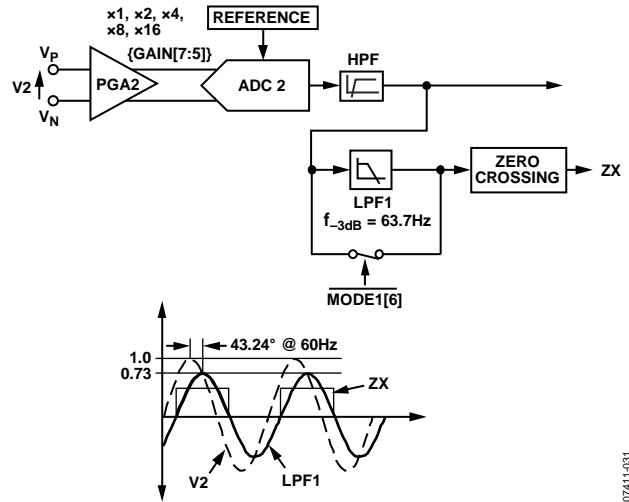 ×1, ×2, ×4,
×8, ×16
{GAIN[7:5]}
REFERENCE
HPF
VP
V2
VN
PGA2
ADC 2
LPF1
f–3dB = 63.7Hz
ZERO
CROSSING
ZX
MODE1[6]
43.24° @ 60Hz
1.0
0.73
ZX
V2
LPF1
07411-031